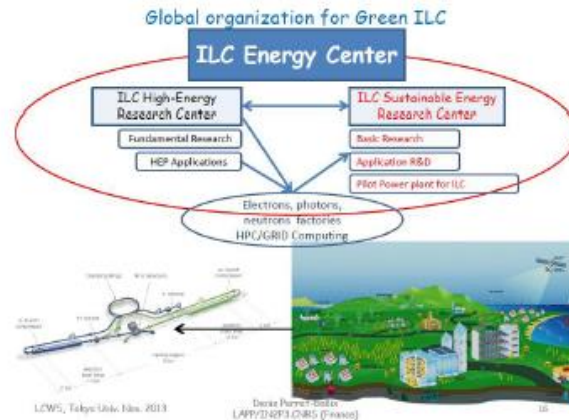 Global organization for Green ILC
ILC Energy Center
ILC High-Energy
Research Center
ILC Sustainable Energy
Research Center
Fundamental Research
HEP Applications
Basic Research
Application R&D
Pilot Power plant for ILC
Electrons, photons,
neutrons factories
HPC/GRID Computing
LCWS, Tokyo Univ. Nov. 2013
Denis Perret-Gallix
LAPP/IN2P3.CNRS (France)
16